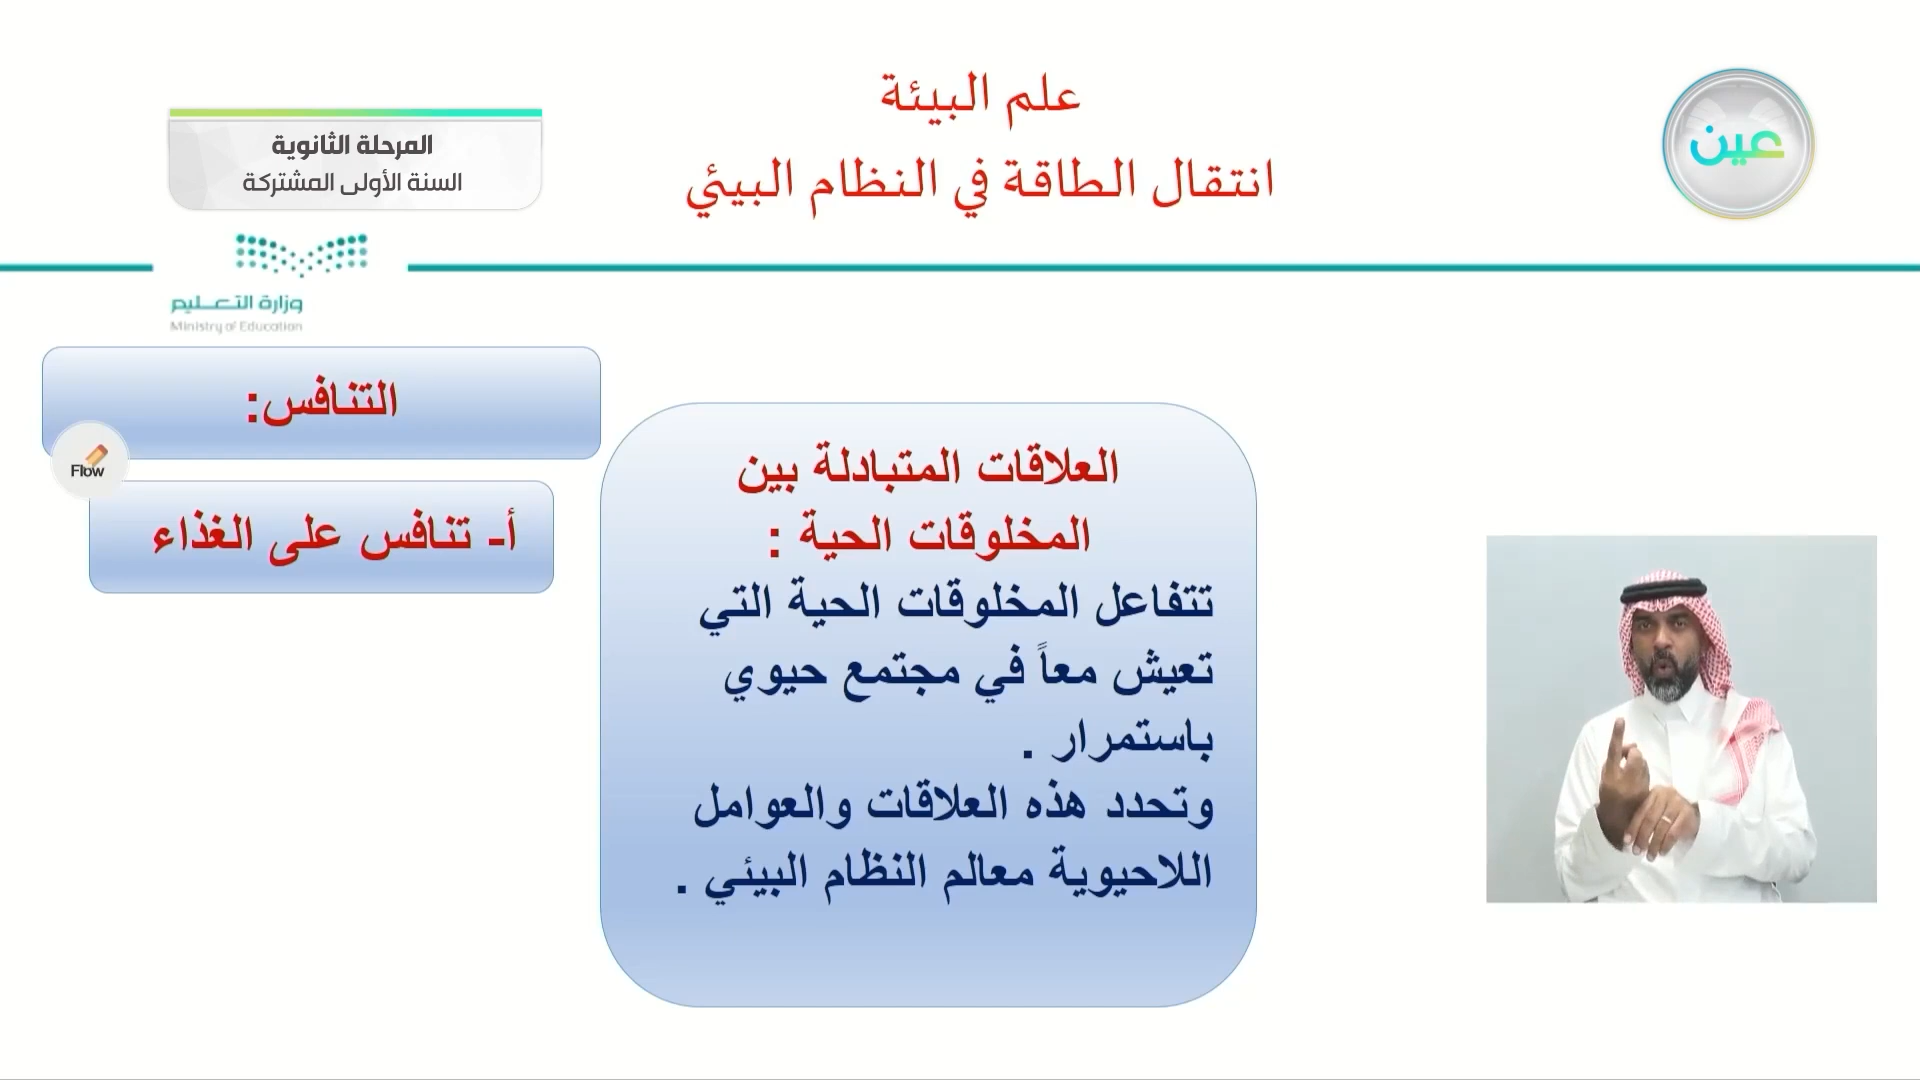 علم البيئة
انتقال الطاقة في النظام البيئي
عين
المرحلة الثانوية
السنة الأولى المشتركة
وزارة التعـليم
Ministry of Education
العلاقات المتبادلة بين
المخلوقات الحية :
تتفاعل المخلوقات الحية التي
تعيش معاً في مجتمع حيوي
باستمرار .
وتحدد هذه العلاقات والعوامل
اللاحيوية معالم النظام البيئي .
التنافس:
Flow
أ- تنافس على الغذاء